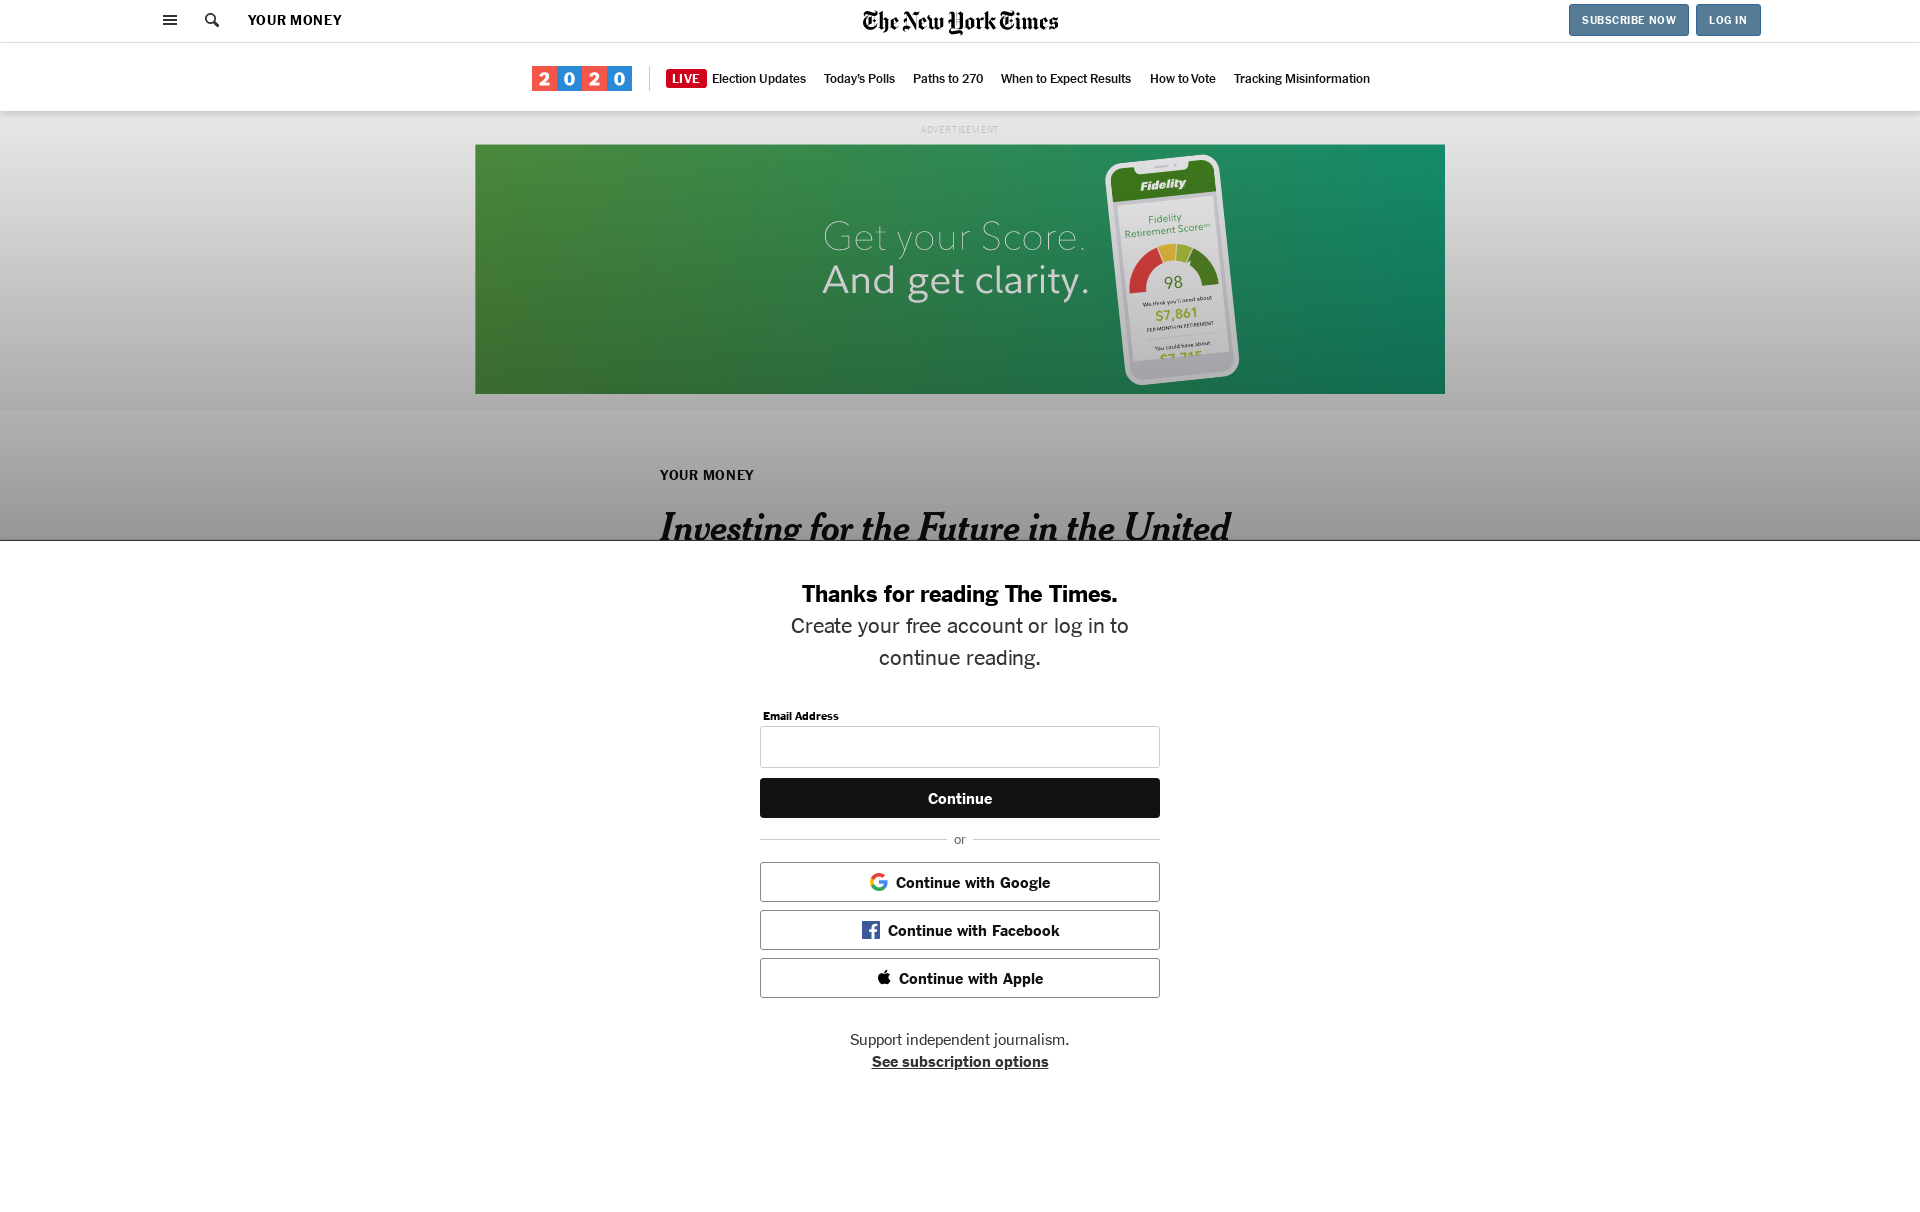 YOUR MONEY
The New York Times
SUBSCRIBE NOW
LOG IN
2020
LIVE Election Updates
Today's Polls
Paths to 270
When to Expect Results
How to Vote
Tracking Misinformation
ADVERTISEMENT
Get your Score.
And get clarity.
Fidelity
Fidelity
Retirement Score℠
98
We think you'll need about
$7,861
PER MONTH IN RETIREMENT
You could have about
$7,715
YOUR MONEY
Investing for the Future in the United
Thanks for reading The Times.
Create your free account or log in to
continue reading.
Email Address
Continue
or
Continue with Google
Continue with Facebook
Continue with Apple
Support independent journalism.
See subscription options